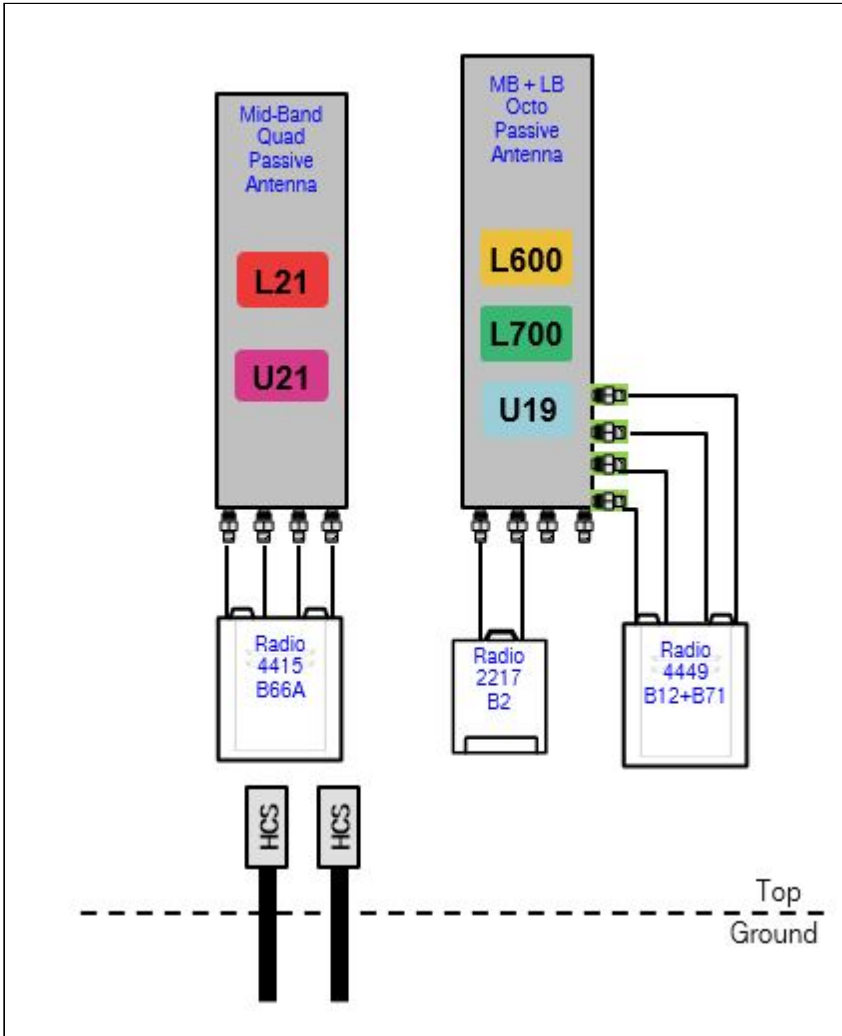 Mid-Band
Quad
Passive
Antenna
L21
U21
MB + LB
Octo
Passive
Antenna
L600
L700
U19
Radio
4415
B66A
Radio
2217
B2
Radio
4449
B12+B71
HCS
HCS
Top
Ground